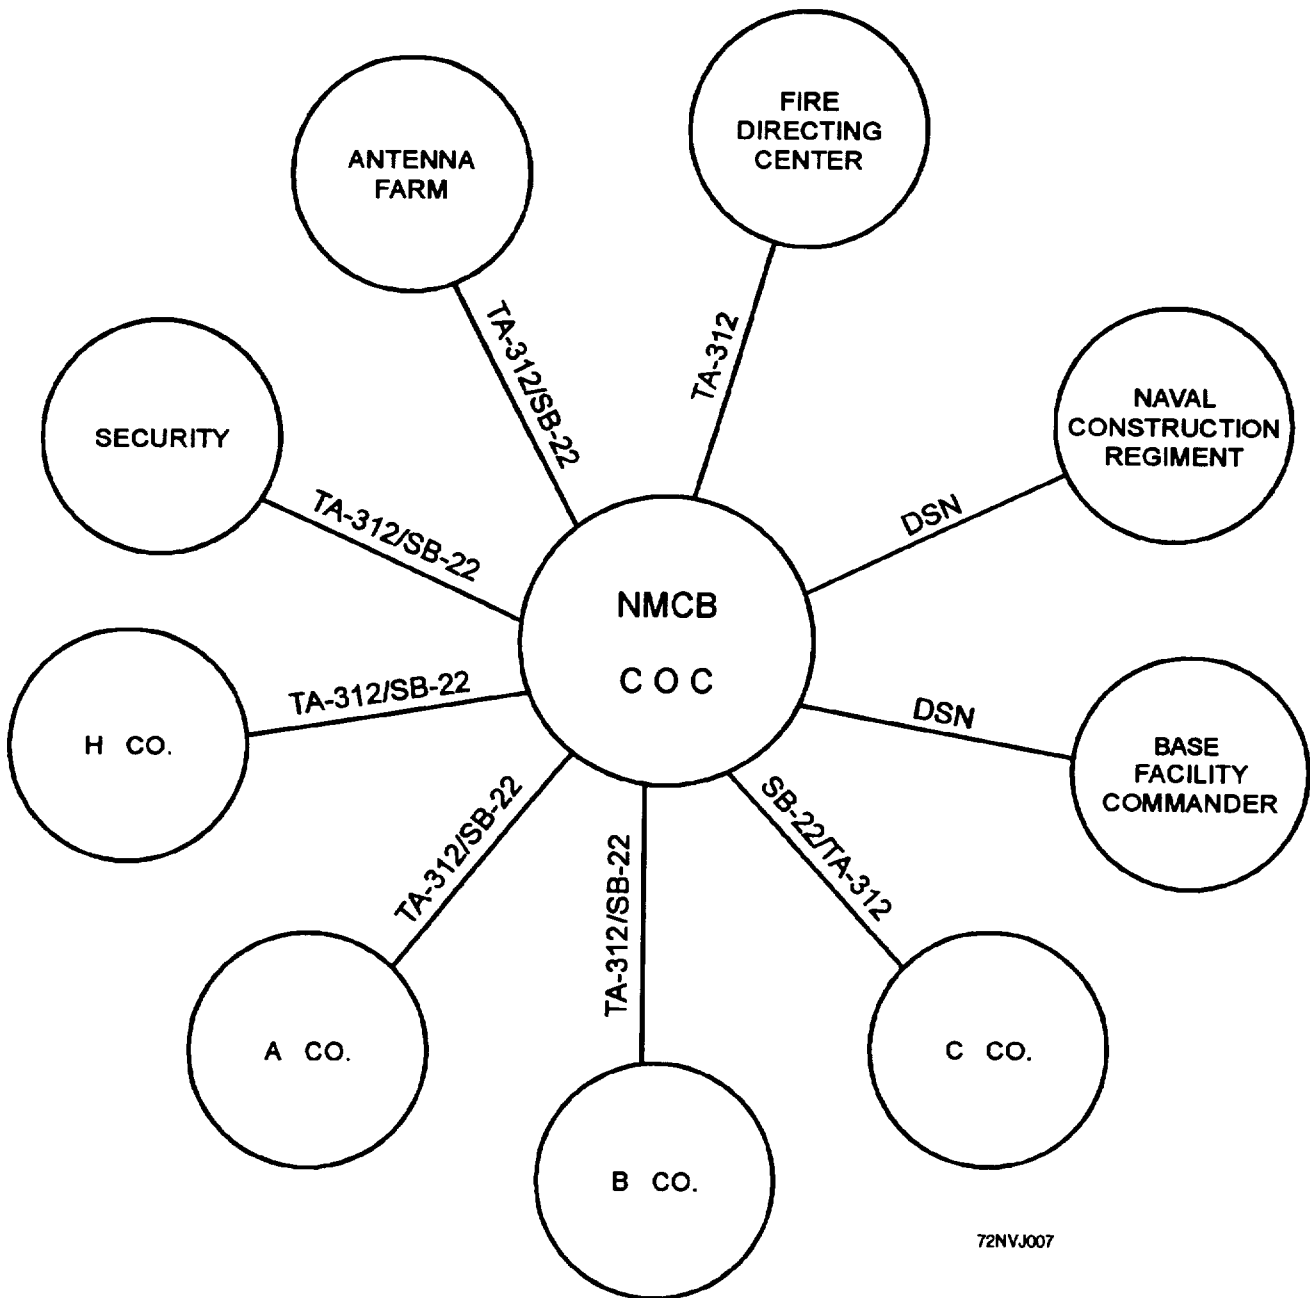 FIRE
DIRECTING
CENTER
ANTENNA
FARM
TA-312/SB-22
TA-312
SECURITY
NAVAL
CONSTRUCTION
REGIMENT
TA-312/SB-22
DSN
NMCB
C O C
H CO.
TA-312/SB-22
DSN
BASE
FACILITY
COMMANDER
TA-312/SB-22
TA-312/SB-22
SB-22/TA-312
A CO.
B CO.
C CO.
72NVJ007